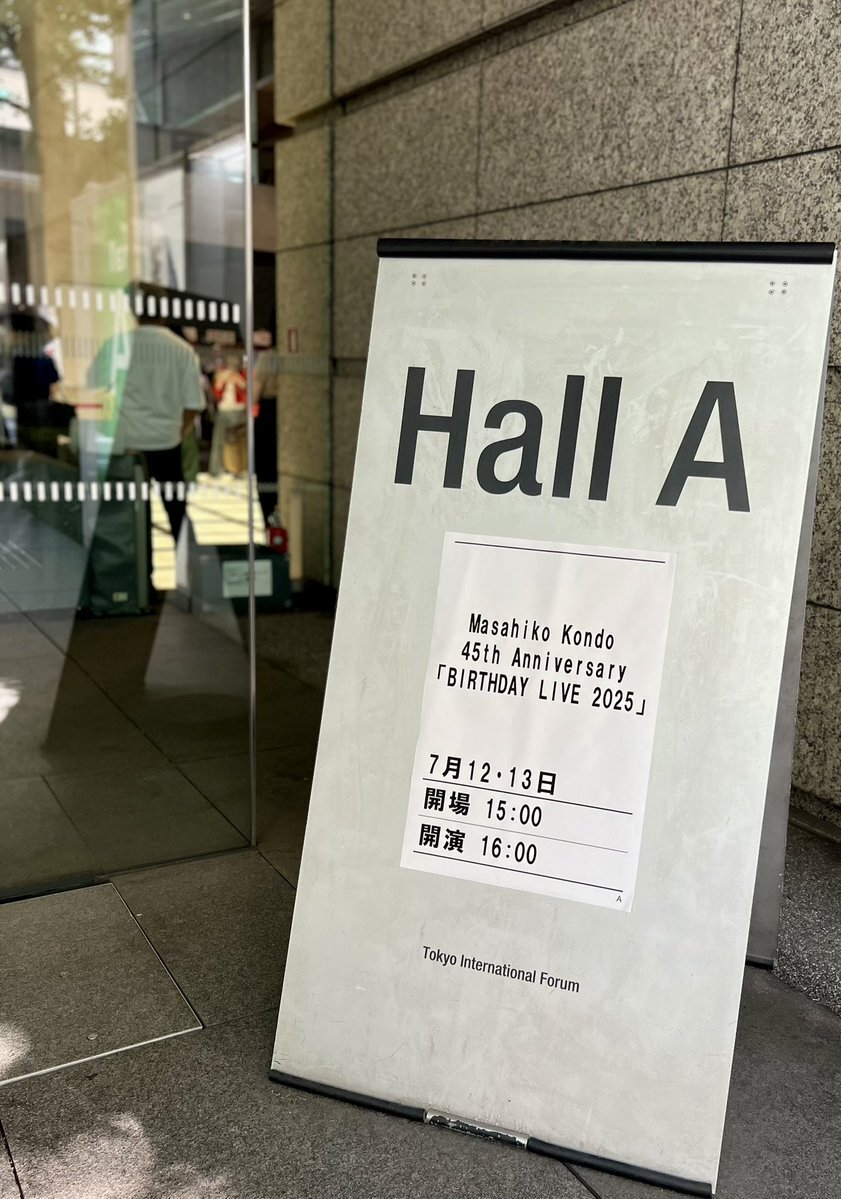 Hall A
Masahiko Kondo
45th Anniversary
「BIRTHDAY LIVE 2025」
7月12・13日
開場 15:00
開演 16:00
A
Tokyo International Forum